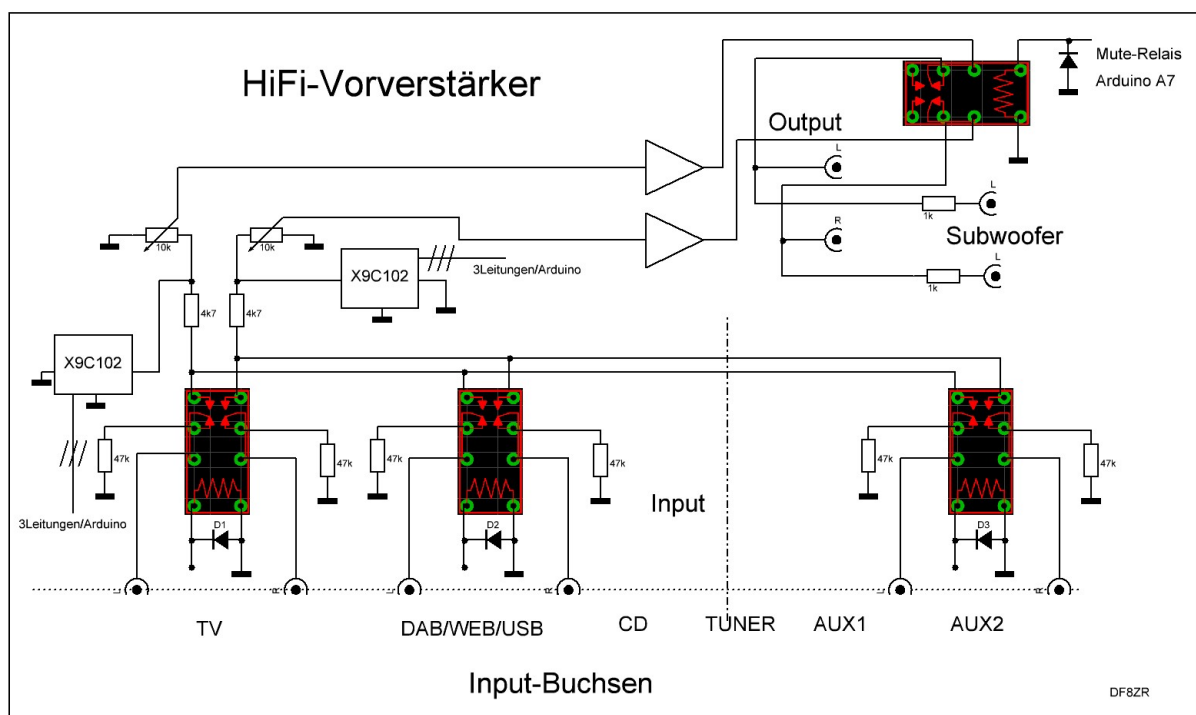 HiFi-Vorverstärker
Mute-Relais
Arduino A7
Output
L
L
R
L
1k
1k
Subwoofer
10k
10k
X9C102
3Leitungen/Arduino
4k7
4k7
X9C102
47k
47k
47k
47k
47k
47k
3Leitungen/Arduino
Input
D1
D2
D3
L
R
L
R
L
R
TV
DAB/WEB/USB
CD
TUNER
AUX1
AUX2
Input-Buchsen
DF8ZR